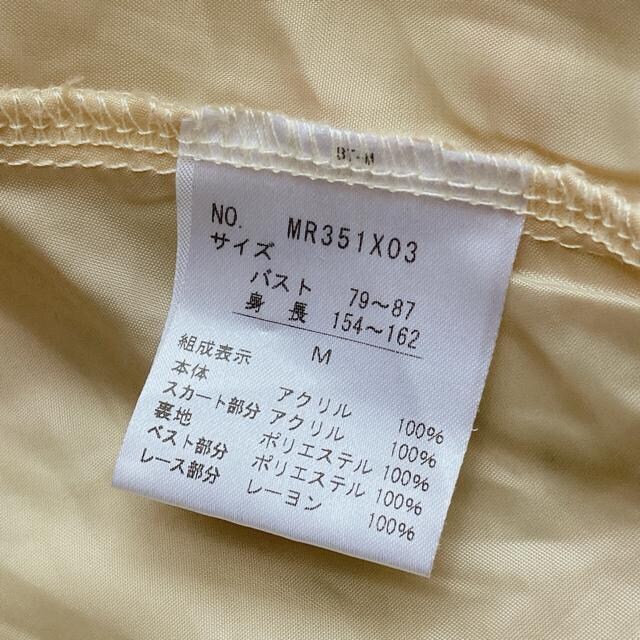 BT-M
NO. MR351X03
サイズ
バスト 79～87
身長 154～162
M
組成表示
本体 アクリル 100%
スカート部分 アクリル 100%
裏地 ポリエステル 100%
ベスト部分 ポリエステル 100%
レース部分 レーヨン 100%